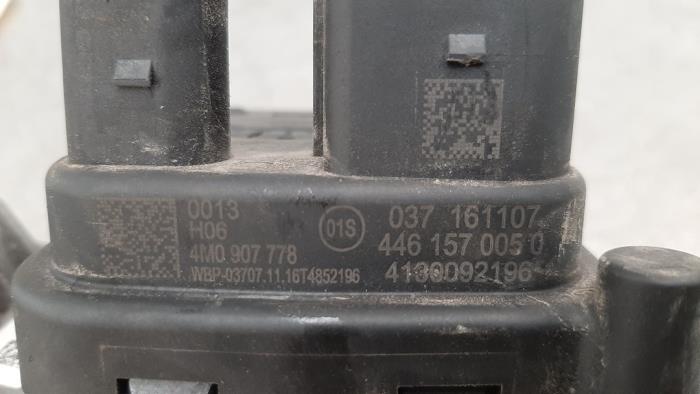 0013
H06
4M0 907 778
WBP-03707.11.16T4852196
01S
037 161107
446 157 005 0
4130092196